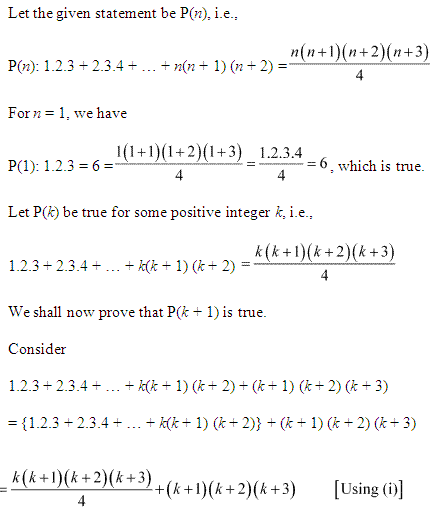 Let the given statement be P(n), i.e.,
P(n): 1.2.3 + 2.3.4 + … + n(n + 1) (n + 2) = n(n+1)(n+2)(n+3)/4
For n = 1, we have
P(1): 1.2.3 = 6 = 1(1+1)(1+2)(1+3)/4 = 1.2.3.4/4 = 6, which is true.
Let P(k) be true for some positive integer k, i.e.,
1.2.3 + 2.3.4 + … + k(k + 1) (k + 2) = k(k+1)(k+2)(k+3)/4
We shall now prove that P(k + 1) is true.
Consider
1.2.3 + 2.3.4 + … + k(k + 1) (k + 2) + (k + 1) (k + 2) (k + 3)
= {1.2.3 + 2.3.4 + … + k(k + 1) (k + 2)} + (k + 1) (k + 2) (k + 3)
= k(k+1)(k+2)(k+3)/4 + (k+1)(k+2)(k+3) [Using (i)]